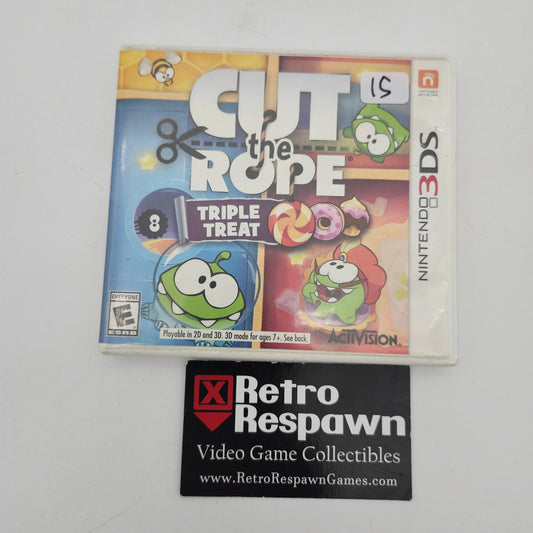 CUT
the
ROPE
15
TRIPLE
TREAT
8
NINTENDO 3DS
EVERYONE
E
ESRB
Playable in 2D and 3D. 3D mode for ages 7+. See back.
ACTIVISION
Retro
Respawn
Video Game Collectibles
www.RetroRespawnGames.com